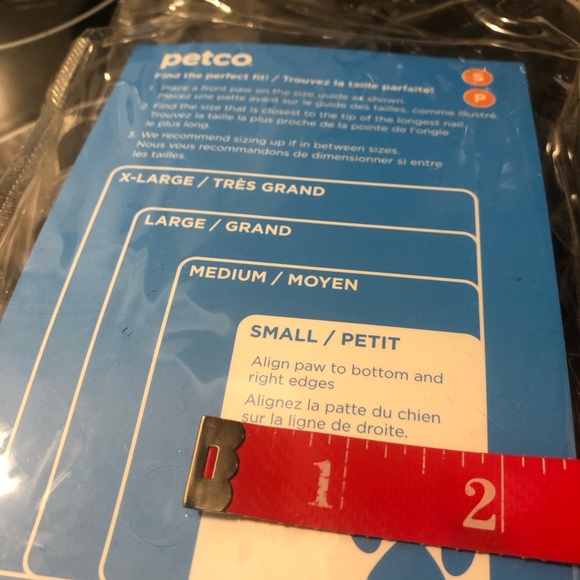 petco
Find the perfect fit! / Trouvez la taille parfaite!
S
P
1. Place a front paw on the size guide as shown.
Placez une patte avant sur le guide des tailles, comme illustré.
2. Find the size that is closest to the tip of the longest nail.
Trouvez la taille la plus proche de la pointe de l'ongle
le plus long.
3. We recommend sizing up if in between sizes.
Nous vous recommandons de dimensionner si entre
les tailles.
X-LARGE / TRÈS GRAND
LARGE / GRAND
MEDIUM / MOYEN
SMALL / PETIT
Align paw to bottom and
right edges
Alignez la patte du chien
sur la ligne de droite.
1 2